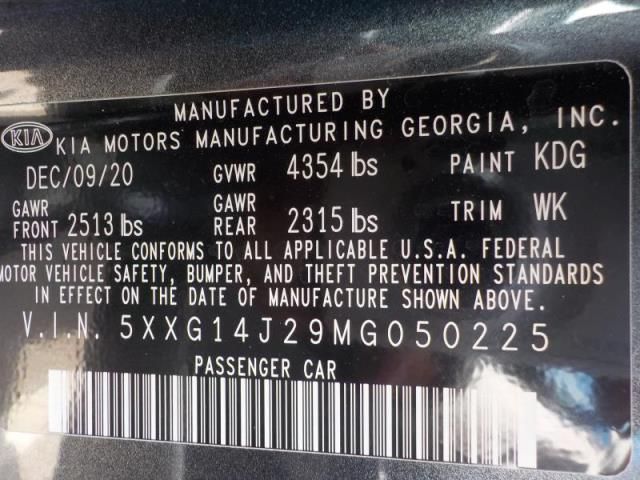 MANUFACTURED BY
KIA KIA MOTORS MANUFACTURING GEORGIA, INC.
DEC/09/20 GVWR 4354 lbs PAINT KDG
GAWR FRONT 2513 lbs GAWR REAR 2315 lbs TRIM WK
THIS VEHICLE CONFORMS TO ALL APPLICABLE U.S.A. FEDERAL
MOTOR VEHICLE SAFETY, BUMPER, AND THEFT PREVENTION STANDARDS
IN EFFECT ON THE DATE OF MANUFACTURE SHOWN ABOVE.
V.I.N. 5XXG14J29MG050225
PASSENGER CAR